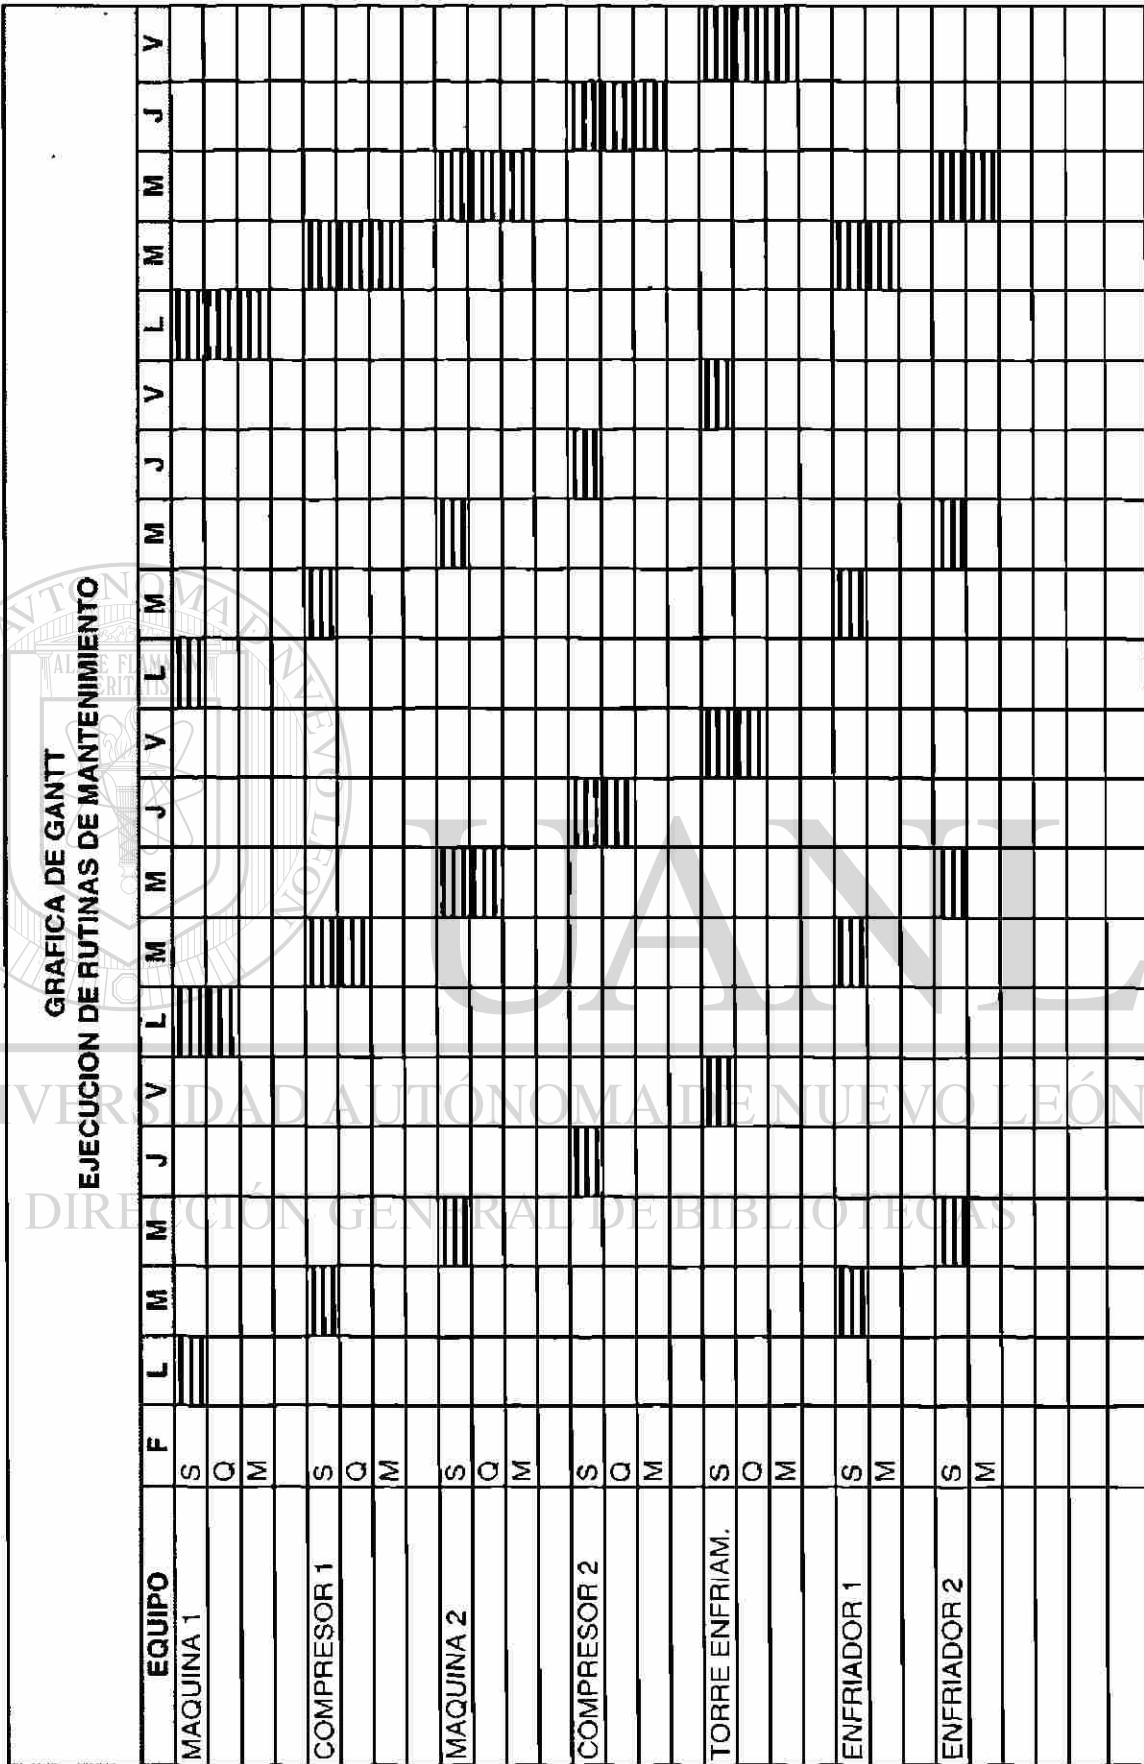 GRAFICA DE GANTT
EJECUCION DE RUTINAS DE MANTENIMIENTO
EQUIPO F L M M J V L M M J V L M M J V L M M J V
MAQUINA 1 S
Q
M
COMPRESOR 1 S
Q
M
MAQUINA 2 S
Q
M
COMPRESOR 2 S
Q
M
TORRE ENFRIAM. S
Q
M
ENFRIADOR 1 S
M
ENFRIADOR 2 S
M
UANL
VERSIDAD AUTÓNOMA DE NUEVO LEÓN
DIRECCIÓN GENERAL DE BIBLIOTECAS